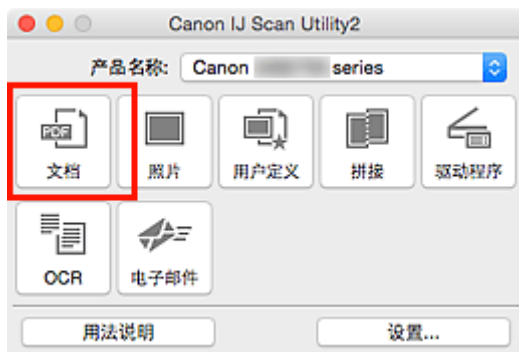 Canon IJ Scan Utility2
产品名称: Canon series
PDF
文档 照片 用户定义 拼接 驱动程序
OCR 电子邮件
用法说明 设置...